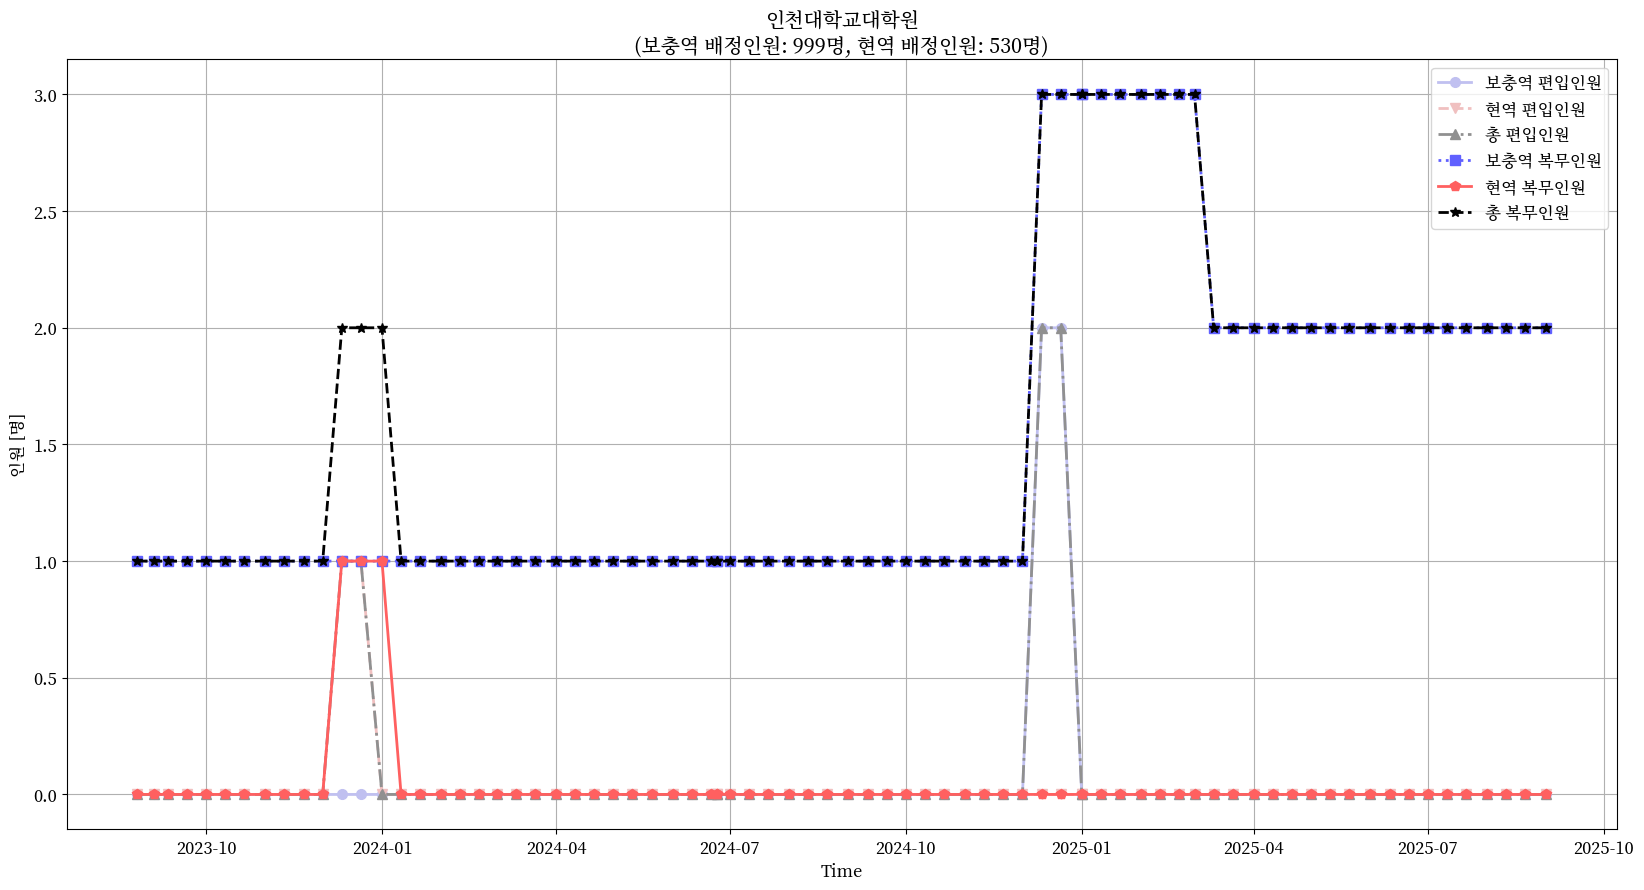 인천대학교대학원
(보충역 배정인원: 999명, 현역 배정인원: 530명)
보충역 편입인원
현역 편입인원
총 편입인원
보충역 복무인원
현역 복무인원
총 복무인원
3.0
2.5
2.0
1.5
1.0
0.5
0.0
인원 [명]
2023-10 2024-01 2024-04 2024-07 2024-10 2025-01 2025-04 2025-07 2025-10
Time